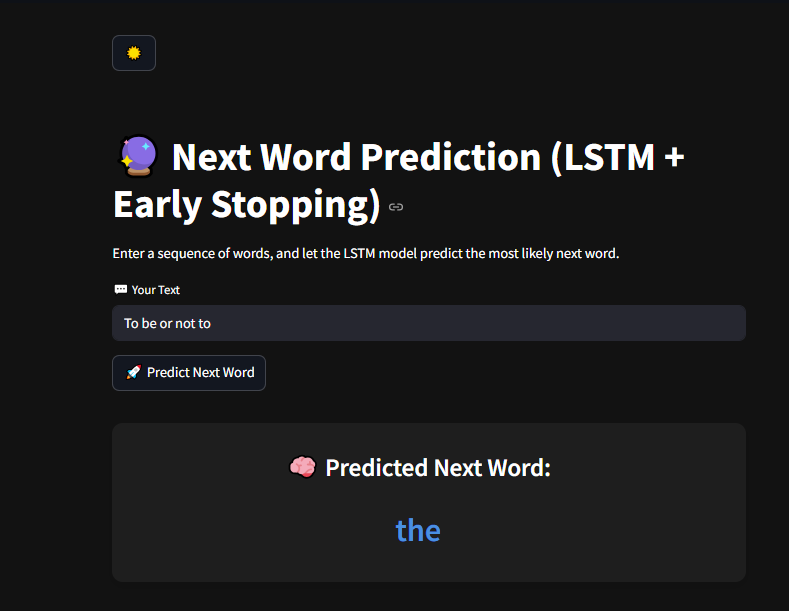 🔮 Next Word Prediction (LSTM +
Early Stopping)
Enter a sequence of words, and let the LSTM model predict the most likely next word.
💬 Your Text
To be or not to
🚀 Predict Next Word
🧠 Predicted Next Word:
the